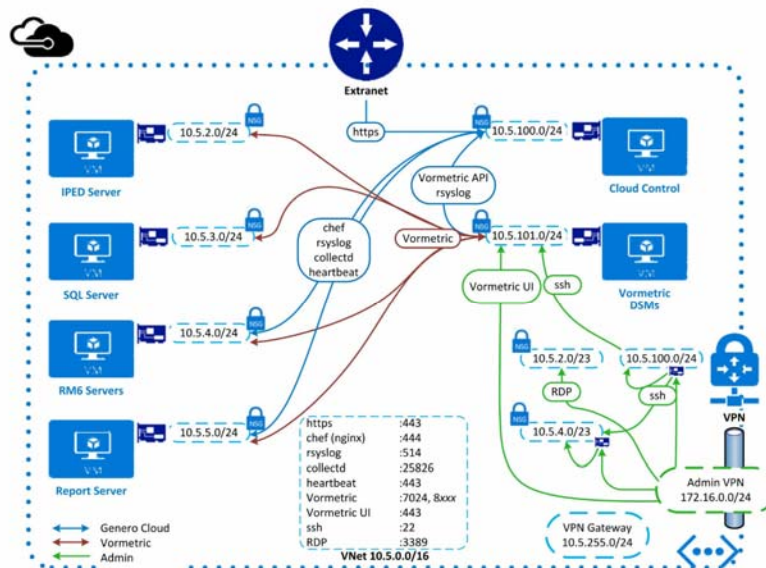 Extranet
https
NSG
10.5.2.0/24
VM
IPED Server
NSG
10.5.100.0/24
Cloud Control
Vormetric API
rsyslog
NSG
10.5.3.0/24
VM
SQL Server
chef
rsyslog
collectd
heartbeat
Vormetric
NSG
10.5.101.0/24
Vormetric
DSMs
Vormetric UI
ssh
NSG
10.5.4.0/24
VM
RM6 Servers
NSG
10.5.2.0/23
10.5.100.0/24
RDP
ssh
VPN
NSG
10.5.4.0/23
NSG
10.5.5.0/24
VM
Report Server
https :443
chef (nginx) :444
rsyslog :514
collectd :25826
heartbeat :443
Vormetric :7024, 8xxx
Vormetric UI :443
ssh :22
RDP :3389
VNet 10.5.0.0/16
Admin VPN
172.16.0.0/24
VPN Gateway
10.5.255.0/24
Genero Cloud
Vormetric
Admin